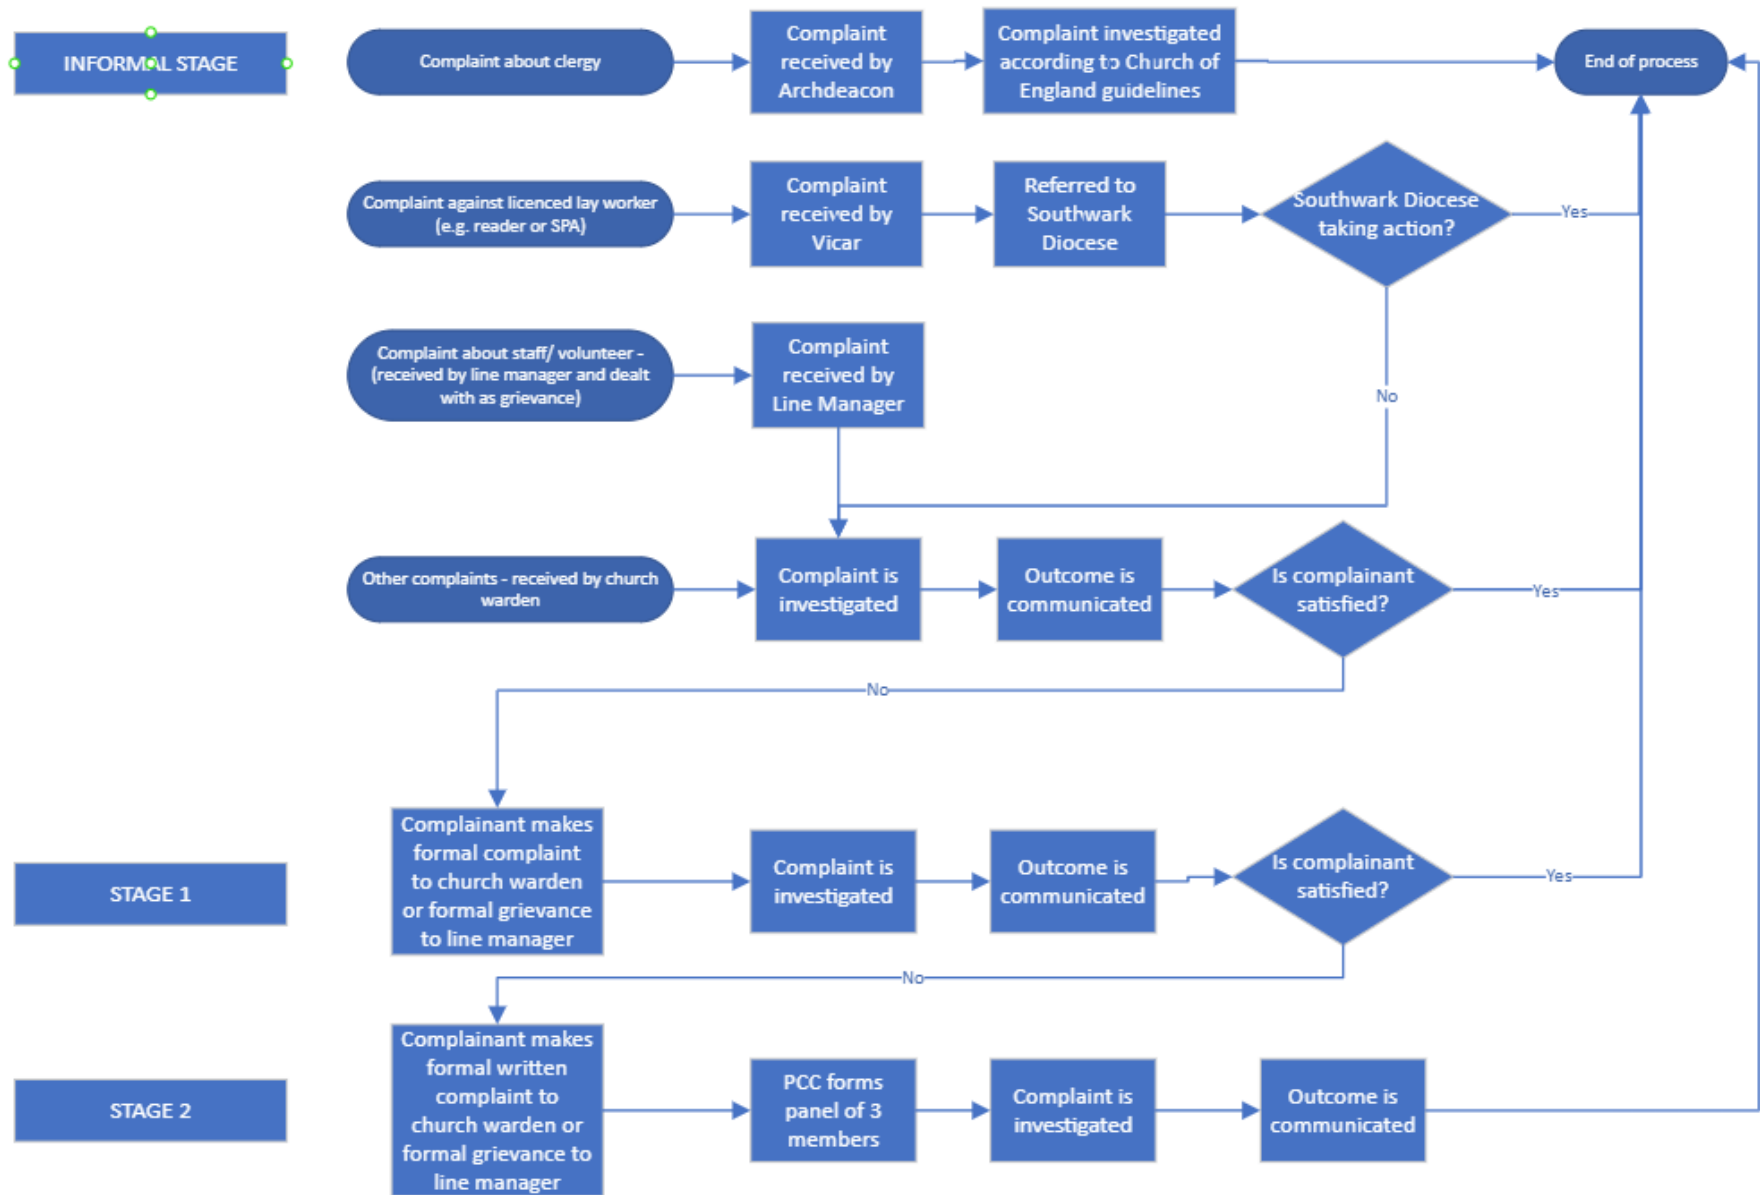 INFORMAL STAGE
Complaint about clergy
Complaint
received by
Archdeacon
Complaint investigated
according to Church of
England guidelines
End of process
Complaint against licenced lay worker
(e.g. reader or SPA)
Complaint
received by
Vicar
Referred to
Southwark
Diocese
Southwark Diocese
taking action?
Yes
No
Complaint about staff/ volunteer -
(received by line manager and dealt
with as grievance)
Complaint
received by
Line Manager
Other complaints - received by church
warden
Complaint is
investigated
Outcome is
communicated
Is complainant
satisfied?
Yes
No
STAGE 1
Complainant makes
formal complaint
to church warden
or formal grievance
to line manager
Complaint is
investigated
Outcome is
communicated
Is complainant
satisfied?
Yes
No
STAGE 2
Complainant makes
formal written
complaint to
church warden or
formal grievance to
line manager
PCC forms
panel of 3
members
Complaint is
investigated
Outcome is
communicated